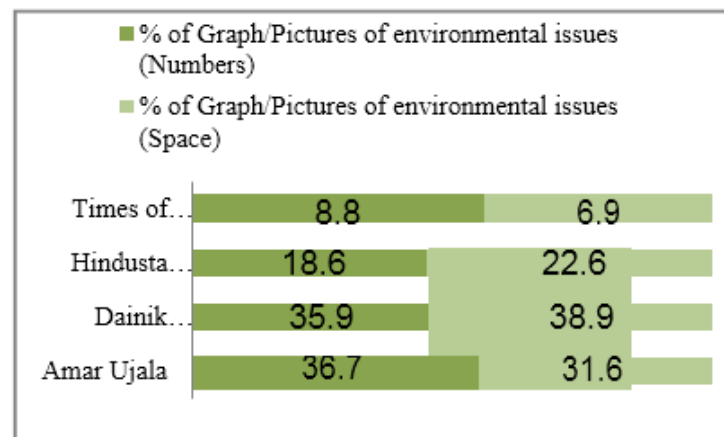 % of Graph/Pictures of environmental issues
(Numbers)
% of Graph/Pictures of environmental issues
(Space)
Times of...
8.8 6.9
Hindusta...
18.6 22.6
Dainik...
35.9 38.9
Amar Ujala
36.7 31.6